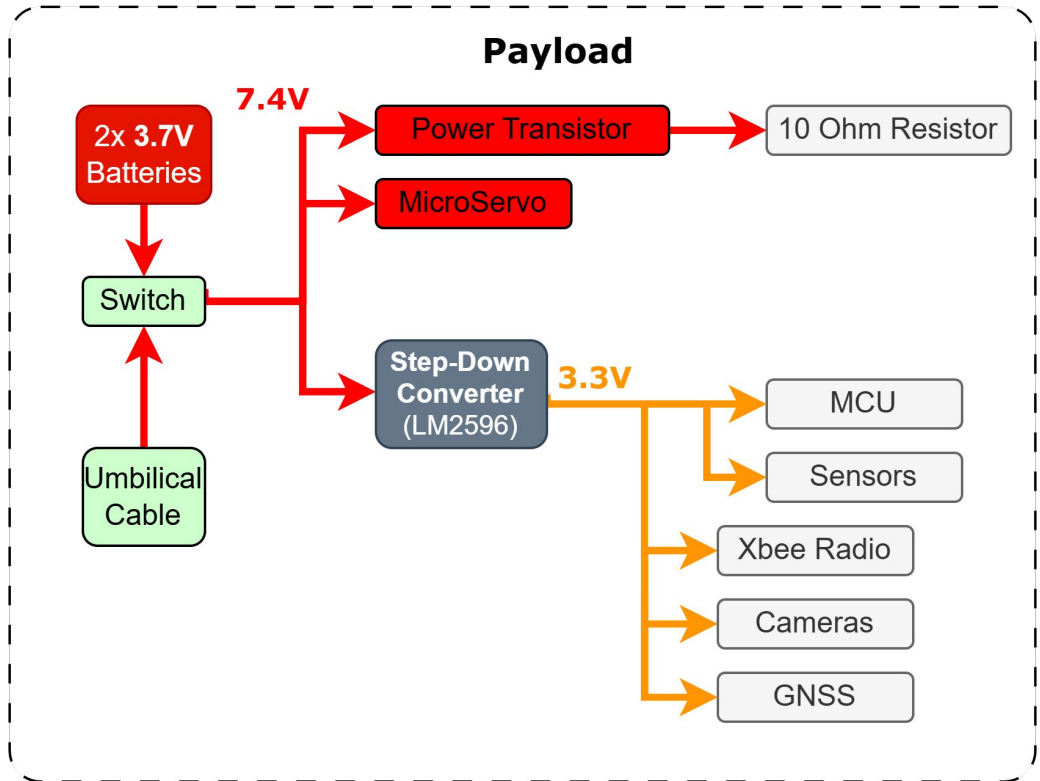 Payload
7.4V
2x 3.7V
Batteries
Power Transistor
10 Ohm Resistor
MicroServo
Switch
Step-Down
Converter
(LM2596)
3.3V
MCU
Sensors
Umbilical
Cable
Xbee Radio
Cameras
GNSS